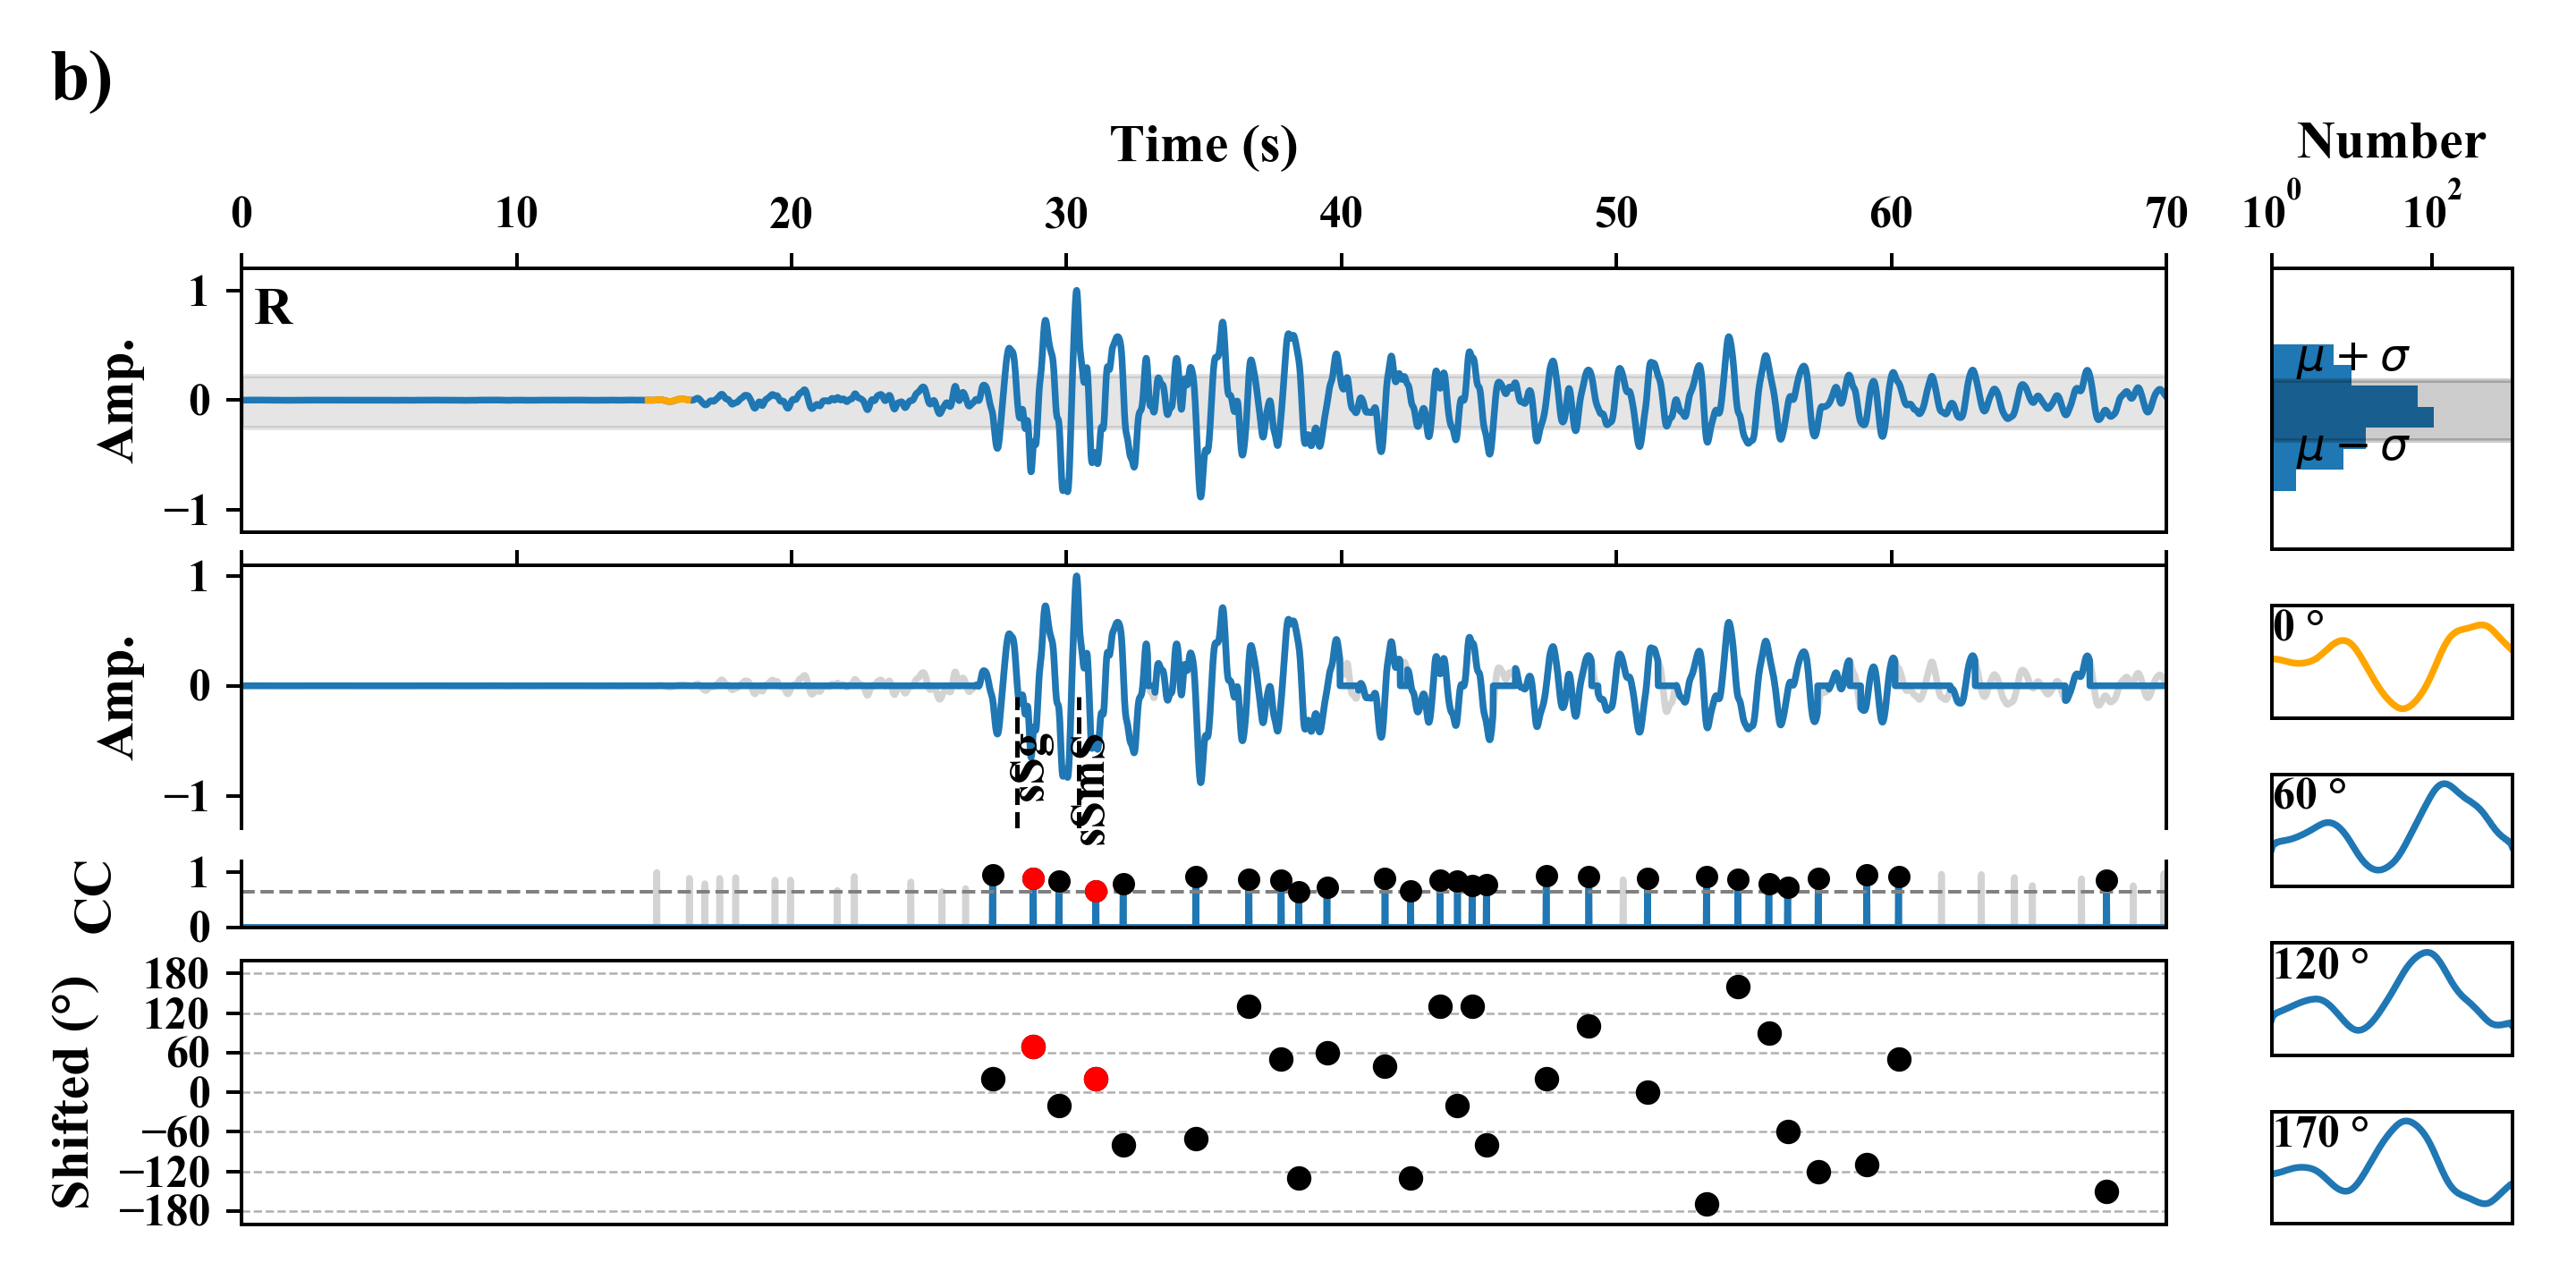 b)
Time (s)
Number
0 10 20 30 40 50 60 70
10^0 10^2
R
Amp.
1
0
−1
μ + σ
μ − σ
Amp.
1
0
−1
sSg
sSmS
0 °
60 °
120 °
170 °
CC
1
0
Shifted (°)
180
120
60
0
−60
−120
−180